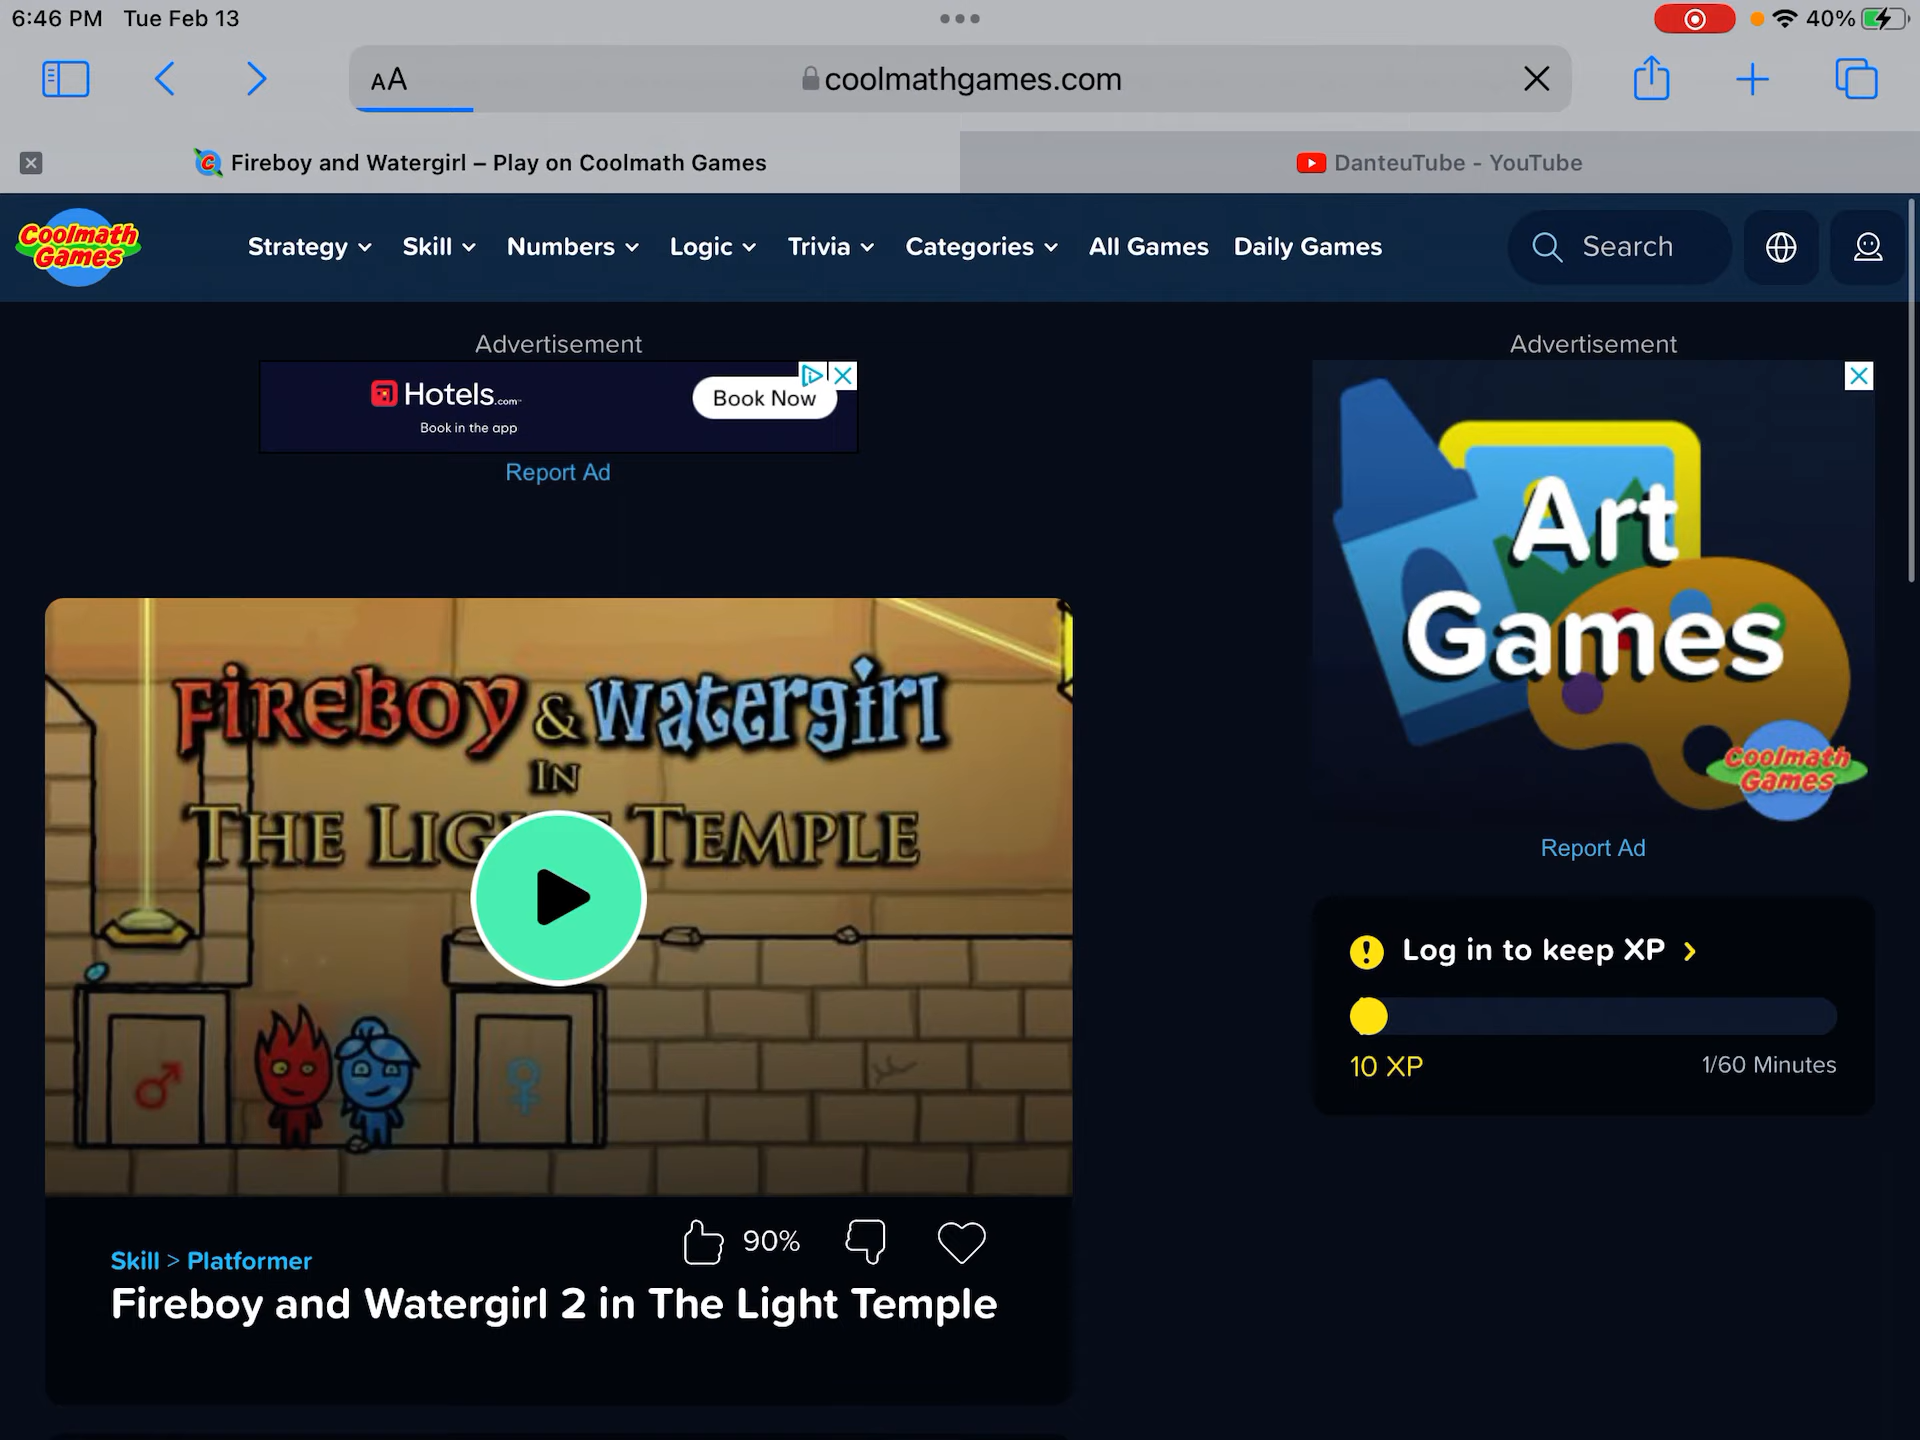 6:46 PM Tue Feb 13
40%
AA
coolmathgames.com
Fireboy and Watergirl – Play on Coolmath Games
DanteuTube - YouTube
Coolmath
Games
Strategy
Skill
Numbers
Logic
Trivia
Categories
All Games
Daily Games
Search
Advertisement
Hotels.com
Book in the app
Book Now
Report Ad
Advertisement
Art
Games
Coolmath
Games
Report Ad
Fireboy & Watergirl
In
The Lig Temple
Log in to keep XP
10 XP
1/60 Minutes
90%
Skill > Platformer
Fireboy and Watergirl 2 in The Light Temple